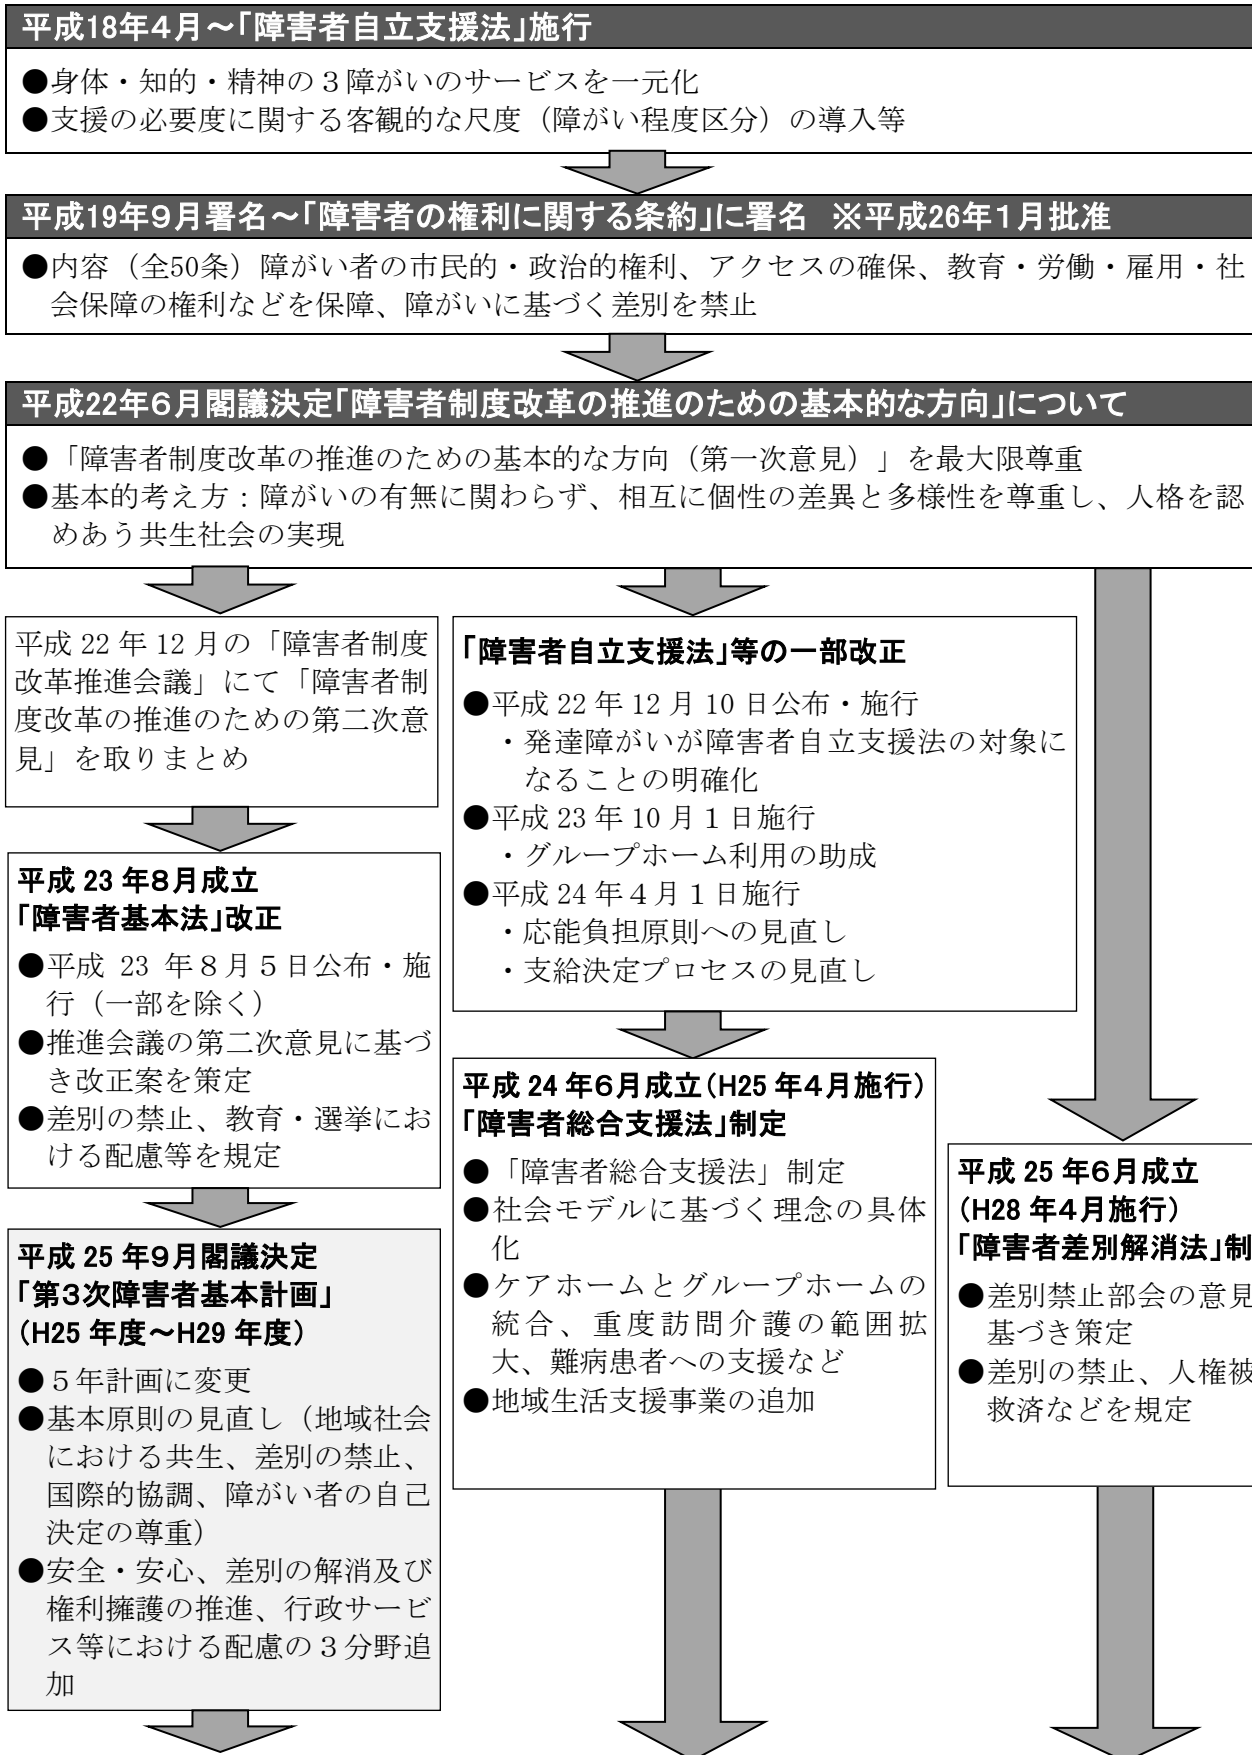 平成18年4月～「障害者自立支援法」施行
●身体・知的・精神の３障がいのサービスを一元化
●支援の必要度に関する客観的な尺度（障がい程度区分）の導入等
平成19年９月署名～「障害者の権利に関する条約」に署名　※平成26年１月批准
●内容（全50条）障がい者の市民的・政治的権利、アクセスの確保、教育・労働・雇用・社
会保障の権利などを保障、障がいに基づく差別を禁止
平成22年６月閣議決定「障害者制度改革の推進のための基本的な方向」について
●「障害者制度改革の推進のための基本的な方向（第一次意見）」を最大限尊重
●基本的考え方：障がいの有無に関わらず、相互に個性の差異と多様性を尊重し、人格を認
めあう共生社会の実現
平成 22 年 12 月の「障害者制度
改革推進会議」にて「障害者制
度改革の推進のための第二次意
見」を取りまとめ
平成 23 年８月成立
「障害者基本法」改正
●平成 23 年８月５日公布・施
行（一部を除く）
●推進会議の第二次意見に基づ
き改正案を策定
●差別の禁止、教育・選挙にお
ける配慮等を規定
平成 25 年９月閣議決定
「第３次障害者基本計画」
（H25 年度～H29 年度）
●５年計画に変更
●基本原則の見直し（地域社会
における共生、差別の禁止、
国際的協調、障がい者の自己
決定の尊重）
●安全・安心、差別の解消及び
権利擁護の推進、行政サービ
ス等における配慮の３分野追
加
「障害者自立支援法」等の一部改正
●平成 22 年 12 月 10 日公布・施行
・発達障がいが障害者自立支援法の対象に
なることの明確化
●平成 23 年 10 月１日施行
・グループホーム利用の助成
●平成 24 年４月１日施行
・応能負担原則への見直し
・支給決定プロセスの見直し
平成 24 年６月成立（H25 年４月施行）
「障害者総合支援法」制定
●「障害者総合支援法」制定
●社会モデルに基づく理念の具体
化
●ケアホームとグループホームの
統合、重度訪問介護の範囲拡
大、難病患者への支援など
●地域生活支援事業の追加
平成 25 年６月成立
（H28 年４月施行）
「障害者差別解消法」制
●差別禁止部会の意見
基づき策定
●差別の禁止、人権被
救済などを規定